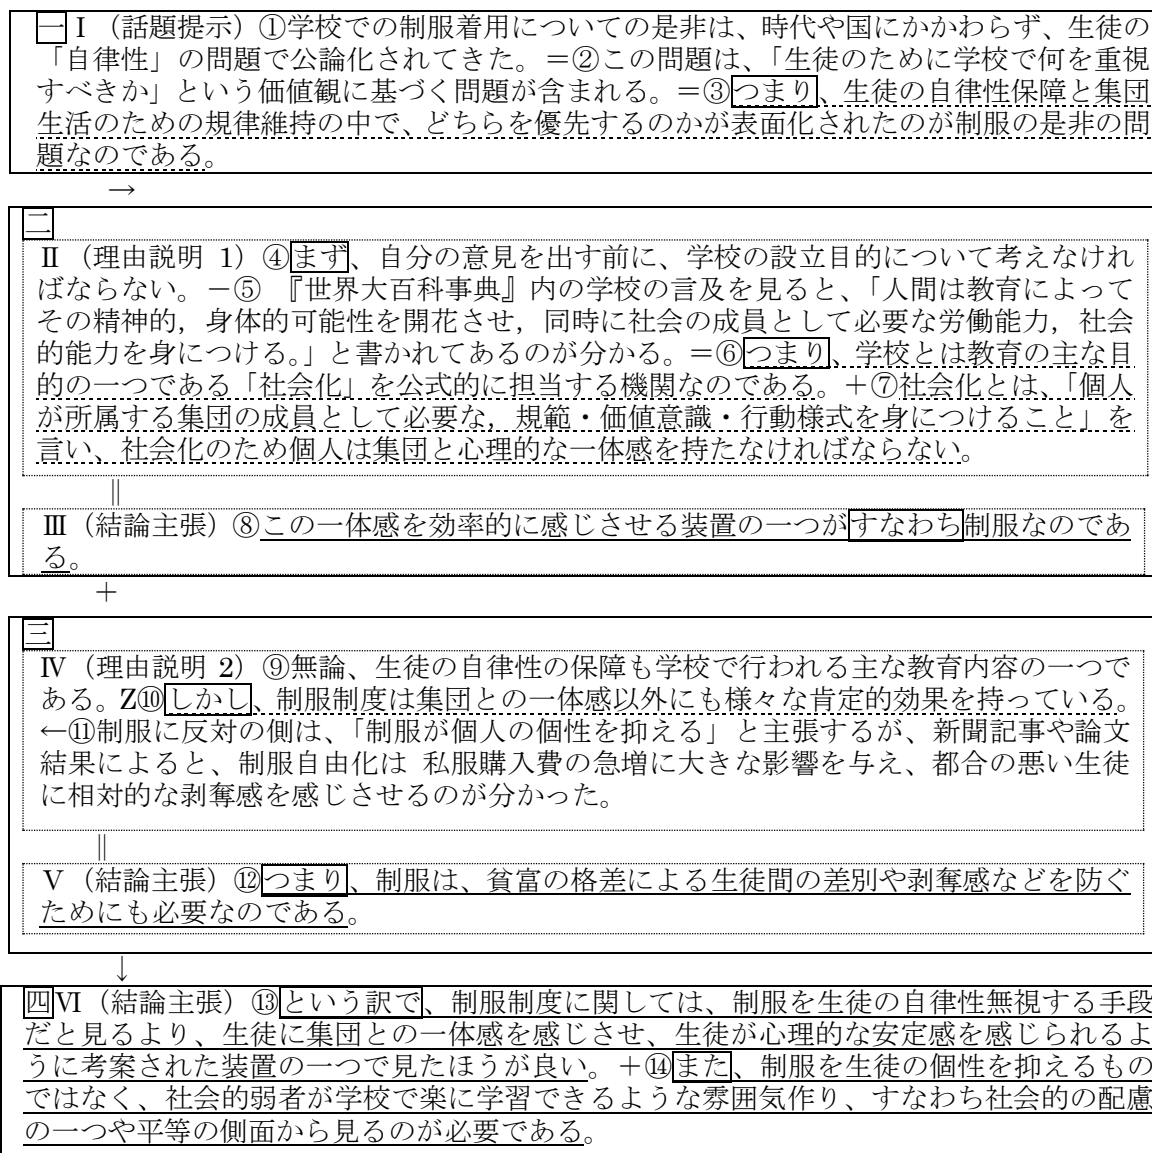 一Ⅰ（話題提示）①学校での制服着用についての是非は、時代や国にかかわらず、生徒の
「自律性」の問題で公論化されてきた。＝②この問題は、「生徒のために学校で何を重視
すべきか」という価値観に基づく問題が含まれる。＝③つまり、生徒の自律性保障と集団
生活のための規律維持の中で、どちらを優先するのかが表面化されたのが制服の是非の問
題なのである。
→
二
Ⅱ（理由説明 1）④まず、自分の意見を出す前に、学校の設立目的について考えなけれ
ばならない。－⑤ 『世界大百科事典』内の学校の言及を見ると、「人間は教育によって
その精神的，身体的可能性を開花させ，同時に社会の成員として必要な労働能力，社会
的能力を身につける。」と書かれてあるのが分かる。＝⑥つまり、学校とは教育の主な目
的の一つである「社会化」を公式的に担当する機関なのである。＋⑦社会化とは、「個人
が所属する集団の成員として必要な，規範・価値意識・行動様式を身につけること」を
言い、社会化のため個人は集団と心理的な一体感を持たなければならない。
||
Ⅲ（結論主張）⑧この一体感を効率的に感じさせる装置の一つがすなわち制服なのであ
る。
＋
三
Ⅳ（理由説明 2）⑨無論、生徒の自律性の保障も学校で行われる主な教育内容の一つで
ある。Z⑩しかし、制服制度は集団との一体感以外にも様々な肯定的効果を持っている。
←⑪制服に反対の側は、「制服が個人の個性を抑える」と主張するが、新聞記事や論文
結果によると、制服自由化は 私服購入費の急増に大きな影響を与え、都合の悪い生徒
に相対的な剥奪感を感じさせるのが分かった。
||
Ⅴ（結論主張）⑫つまり、制服は、貧富の格差による生徒間の差別や剥奪感などを防ぐ
ためにも必要なのである。
↓
四Ⅵ（結論主張）⑬という訳で、制服制度に関しては、制服を生徒の自律性無視する手段
だと見るより、生徒に集団との一体感を感じさせ、生徒が心理的な安定感を感じられるよ
うに考案された装置の一つで見たほうが良い。＋⑭また、制服を生徒の個性を抑えるもの
ではなく、社会的弱者が学校で楽に学習できるような雰囲気作り、すなわち社会的の配慮
の一つや平等の側面から見るのが必要である。